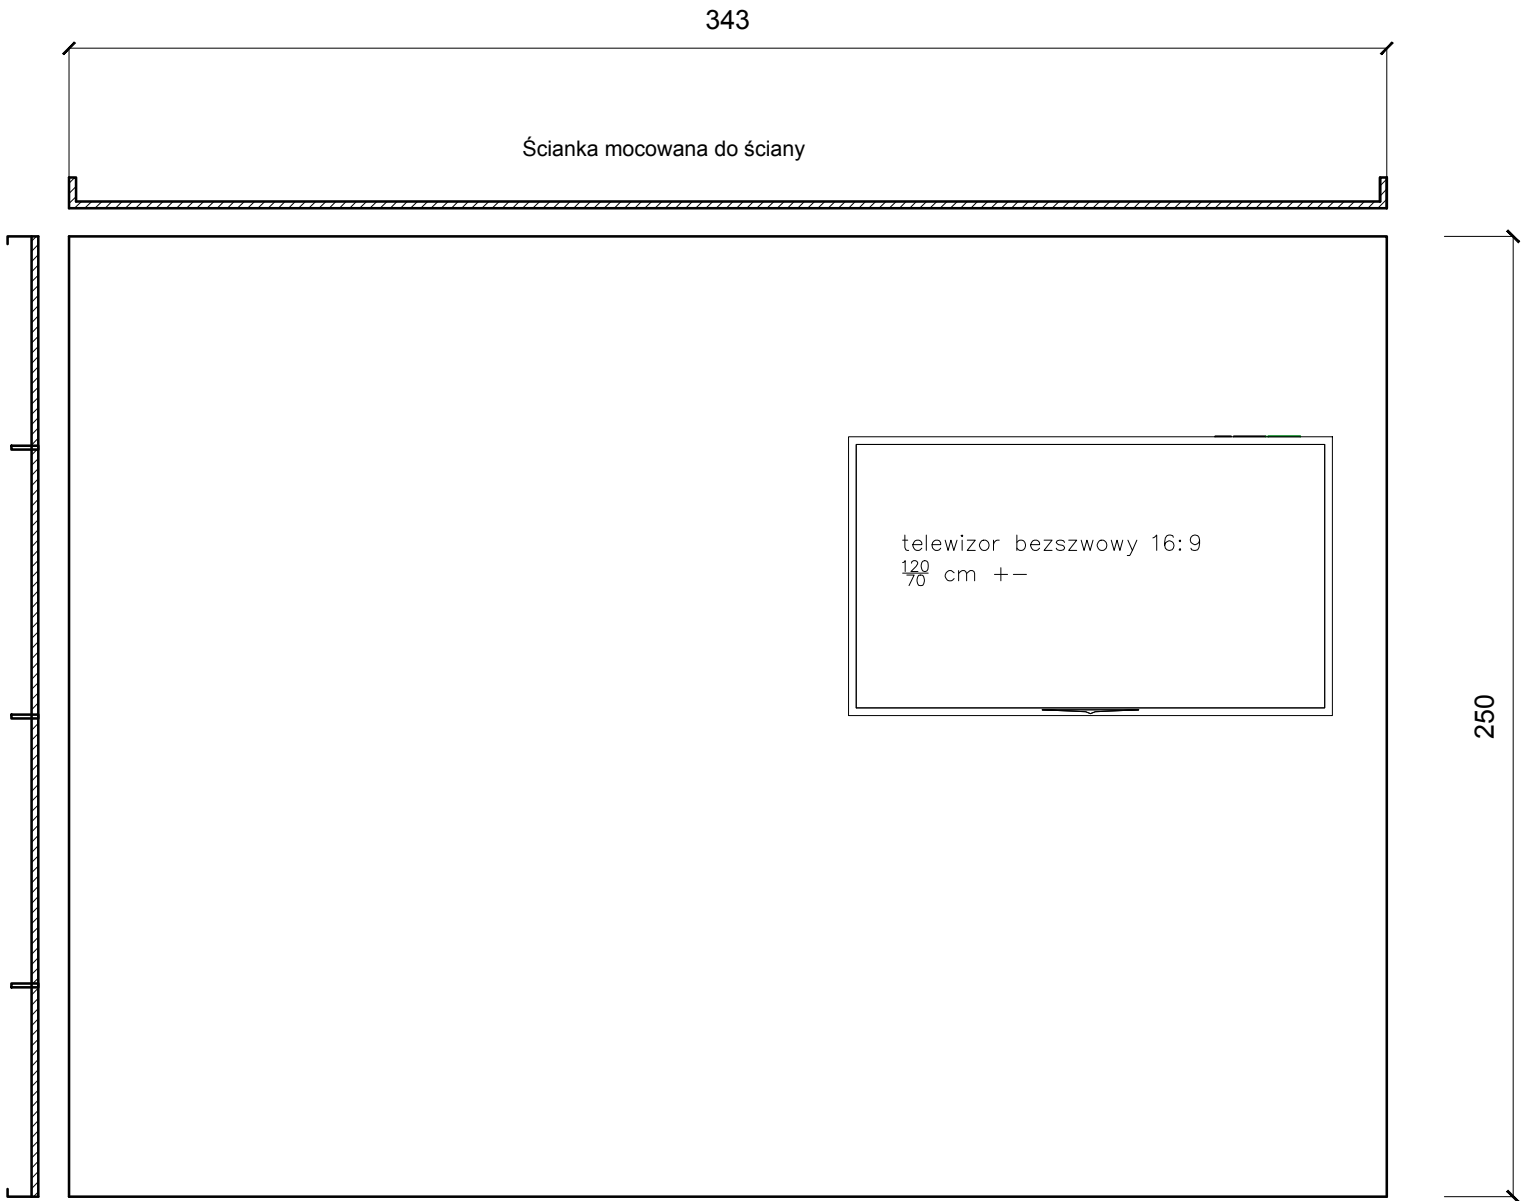 343
Ścianka mocowana do ściany
telewizor bezszwowy 16:9
120/70 cm +-
250